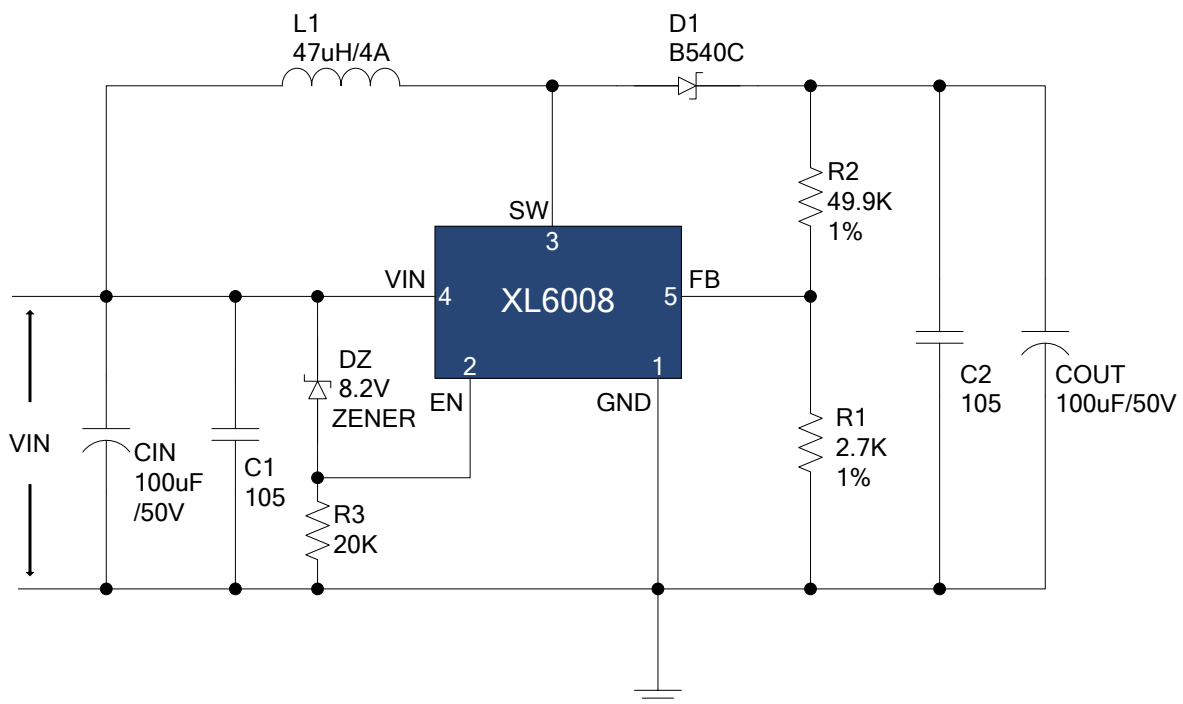 L1
47uH/4A
D1
B540C
R2
49.9K
1%
SW
3
VIN
4
XL6008
5
FB
2
1
EN
GND
DZ
8.2V
ZENER
VIN
CIN
100uF
/50V
C1
105
R3
20K
R1
2.7K
1%
C2
105
COUT
100uF/50V